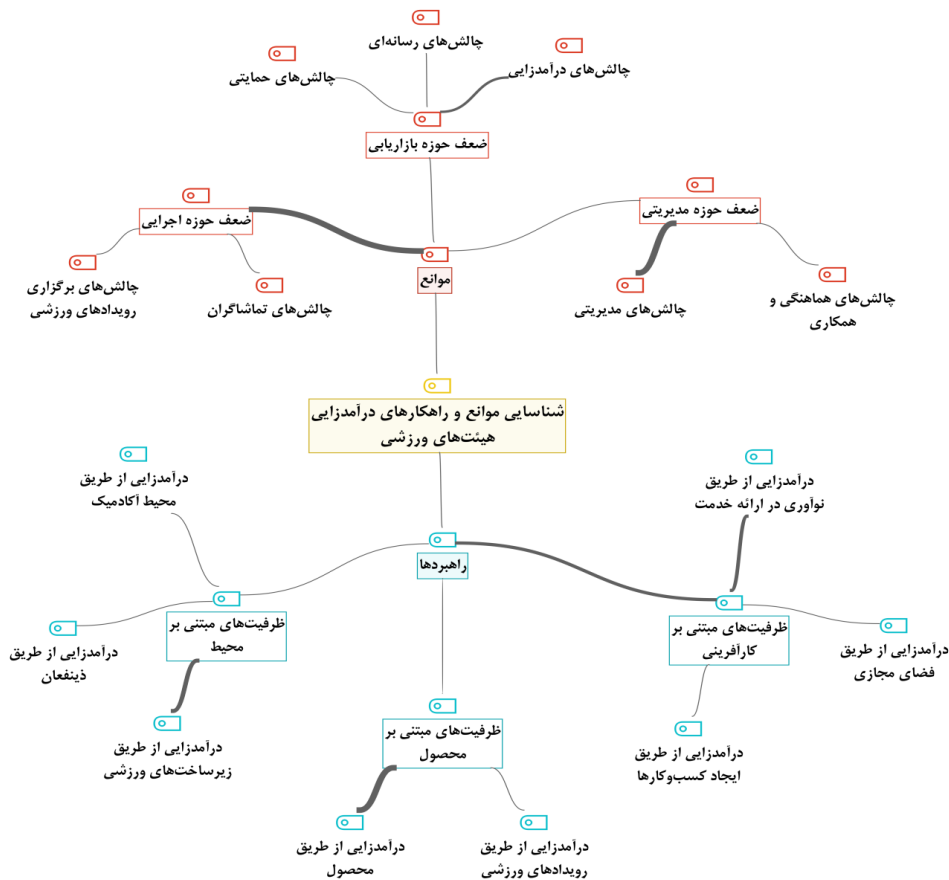 چالش‌های رسانه‌ای
چالش‌های درآمدزایی
چالش‌های حمایتی
ضعف حوزه بازاریابی
ضعف حوزه مدیریتی
ضعف حوزه اجرایی
چالش‌های هماهنگی و
همکاری
چالش‌های مدیریتی
موانع
چالش‌های تماشاگران
چالش‌های برگزاری
رویدادهای ورزشی
شناسایی موانع و راهکارهای درآمدزایی
هیئت‌های ورزشی
درآمدزایی از طریق
نوآوری در ارائه خدمت
درآمدزایی از طریق
محیط آکادمیک
راهبردها
ظرفیت‌های مبتنی بر
کارآفرینی
ظرفیت‌های مبتنی بر
محیط
درآمدزایی از طریق
فضای مجازی
درآمدزایی از طریق
ذینفعان
ظرفیت‌های مبتنی بر
محصول
درآمدزایی از طریق
ایجاد کسب‌وکارها
درآمدزایی از طریق
زیرساخت‌های ورزشی
درآمدزایی از طریق
رویدادهای ورزشی
درآمدزایی از طریق
محصول